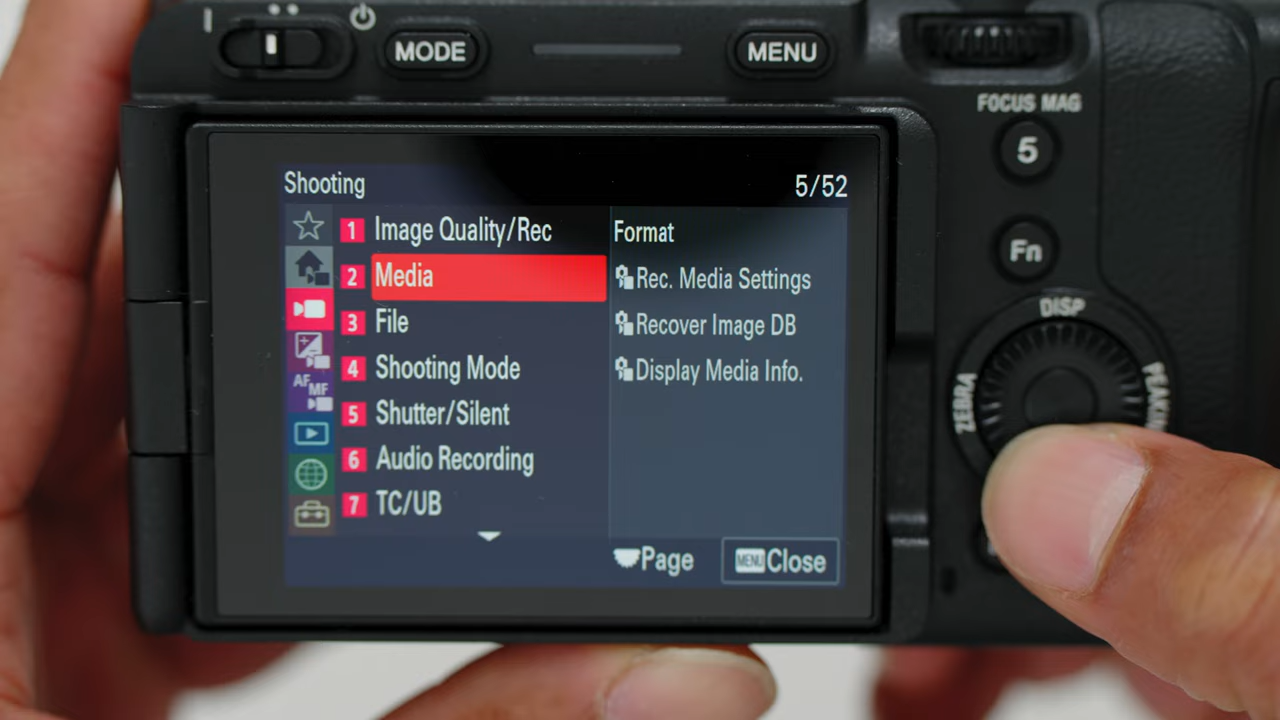 MODE
MENU
FOCUS MAG
5
Fn
DISP
ZEBRA
Shooting 5/52
1 Image Quality/Rec
2 Media
3 File
4 Shooting Mode
5 Shutter/Silent
6 Audio Recording
7 TC/UB
AF
MF
Format
Rec. Media Settings
Recover Image DB
Display Media Info.
Page
MENU Close